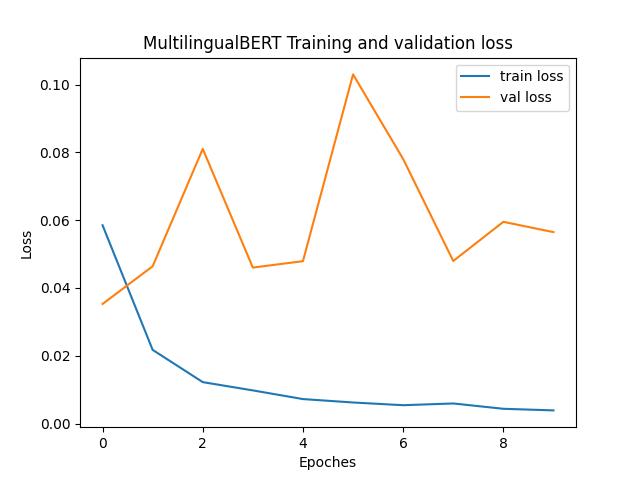 MultilingualBERT Training and validation loss
train loss
val loss
0.10
0.08
0.06
0.04
0.02
0.00
Loss
0 2 4 6 8
Epoches